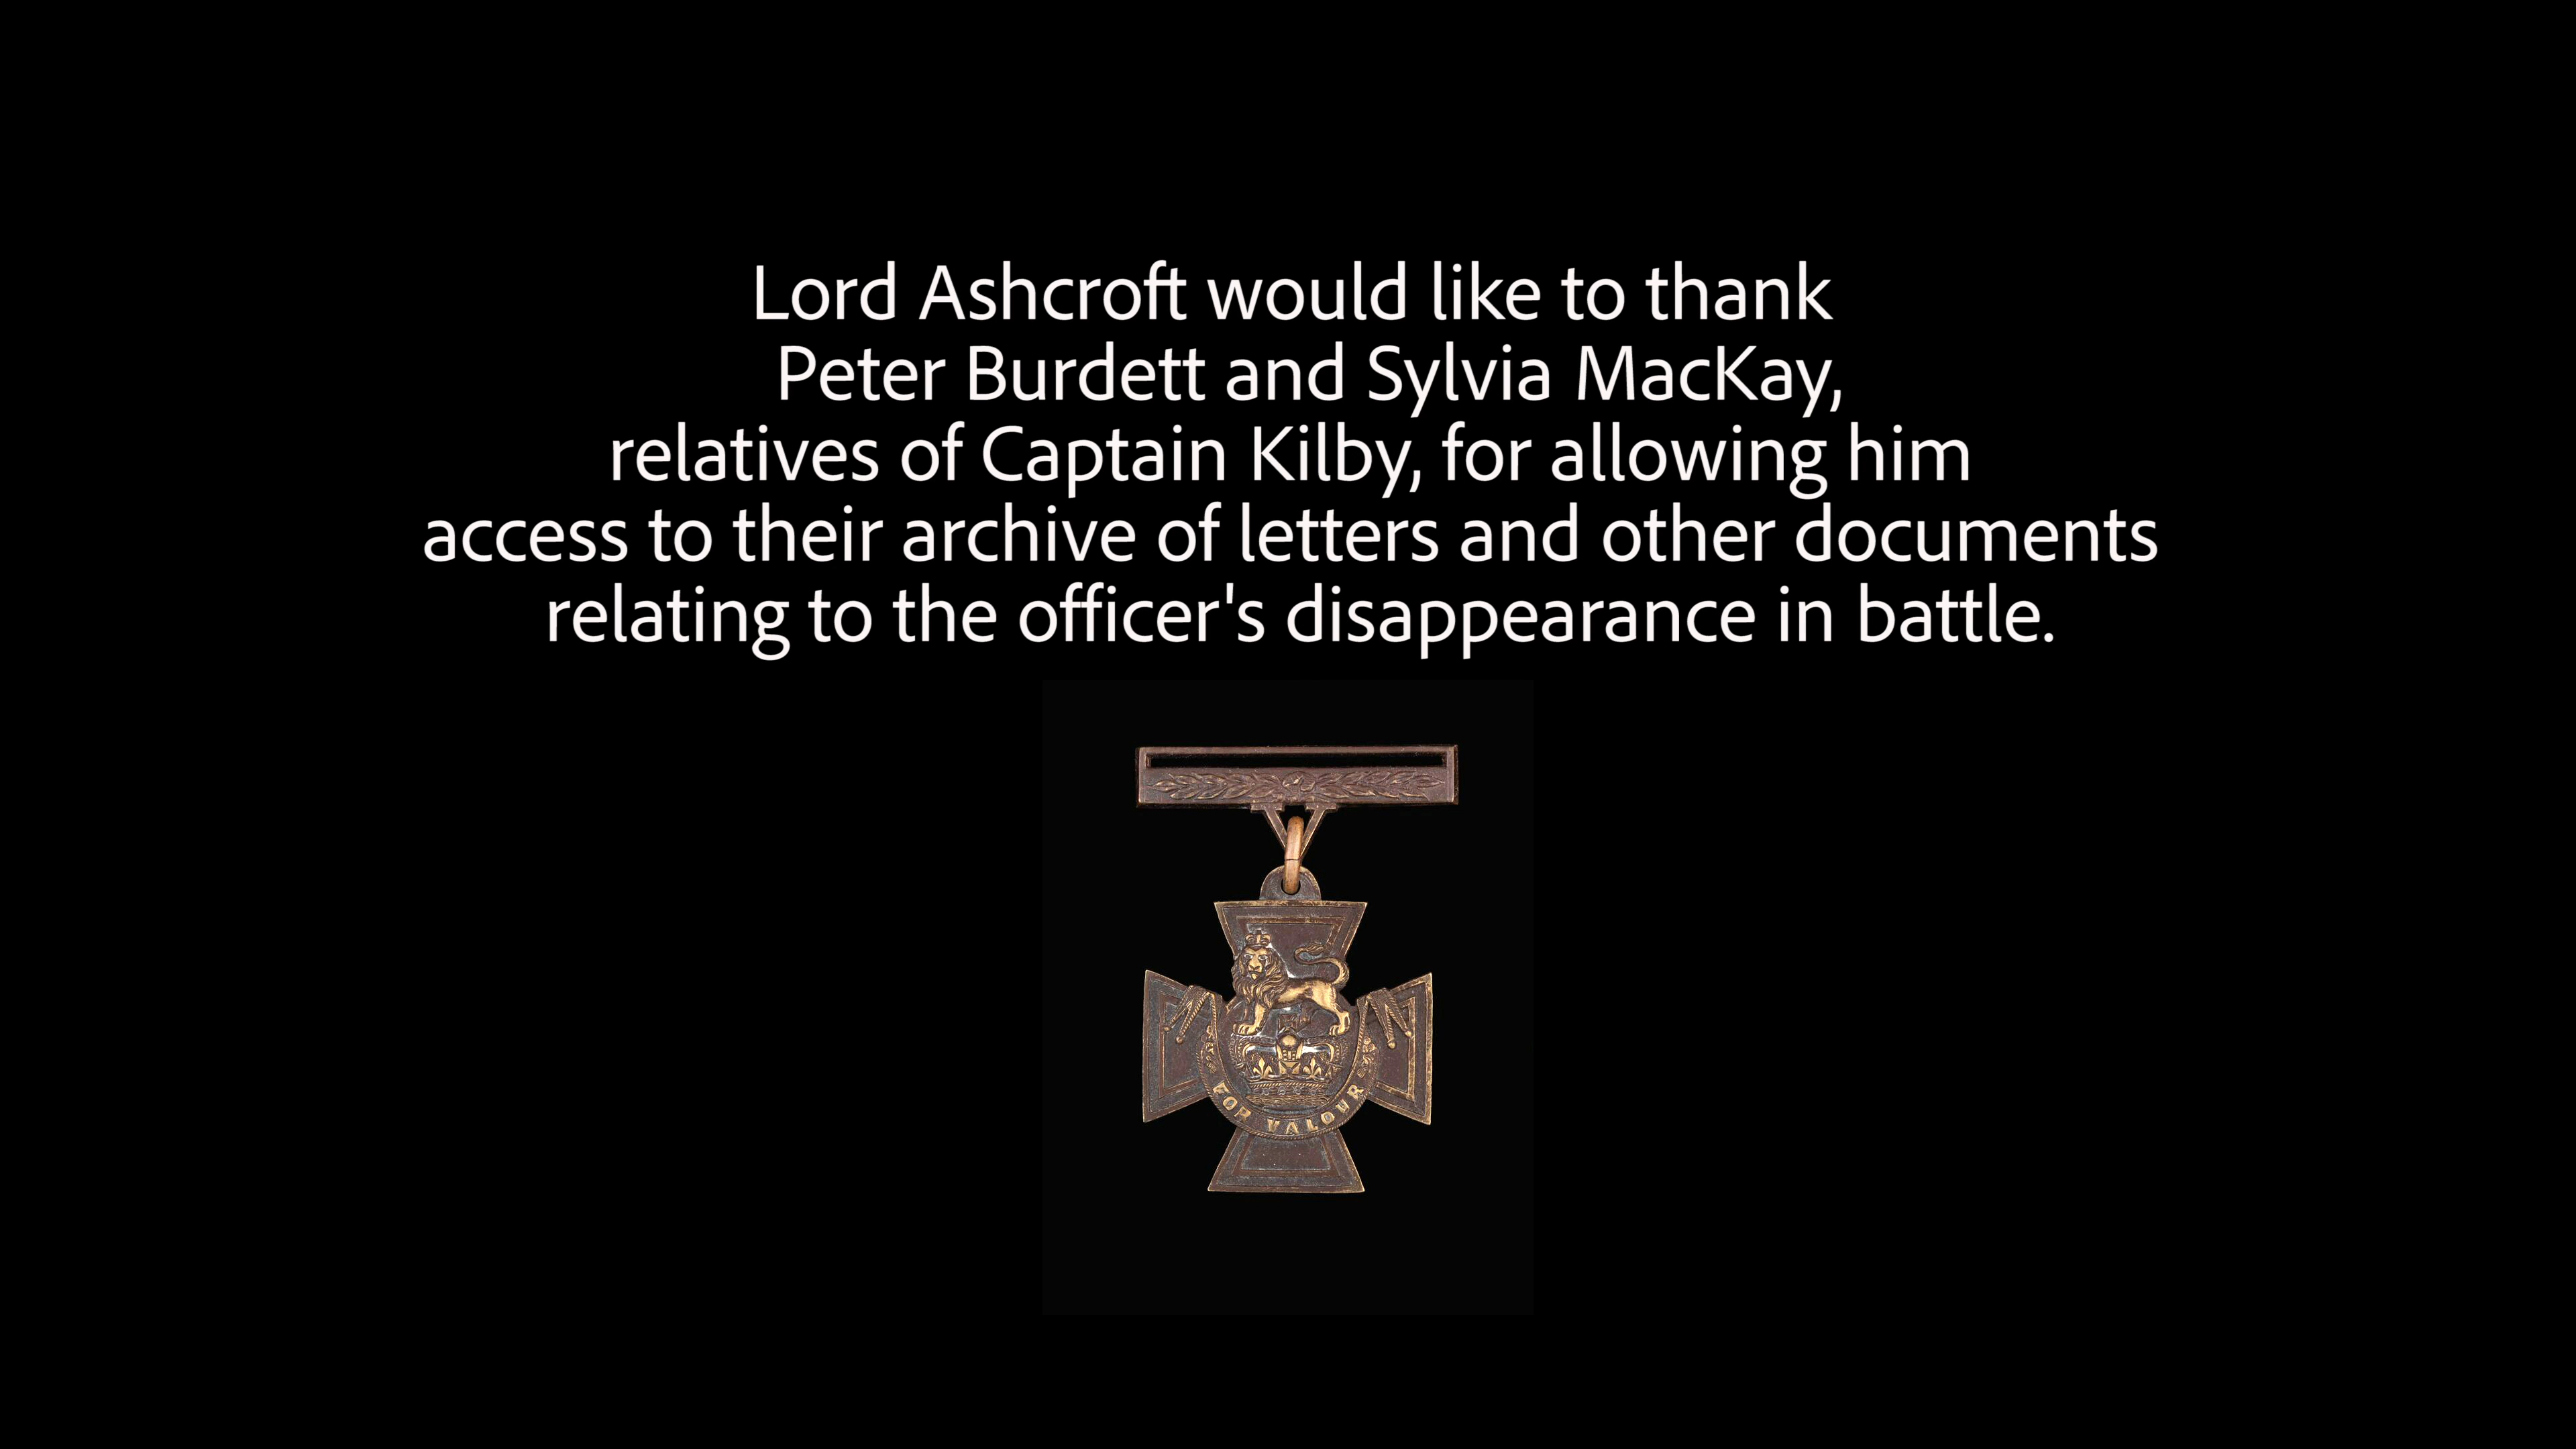 Lord Ashcroft would like to thank
Peter Burdett and Sylvia MacKay,
relatives of Captain Kilby, for allowing him
access to their archive of letters and other documents
relating to the officer's disappearance in battle.
FOR VALOUR